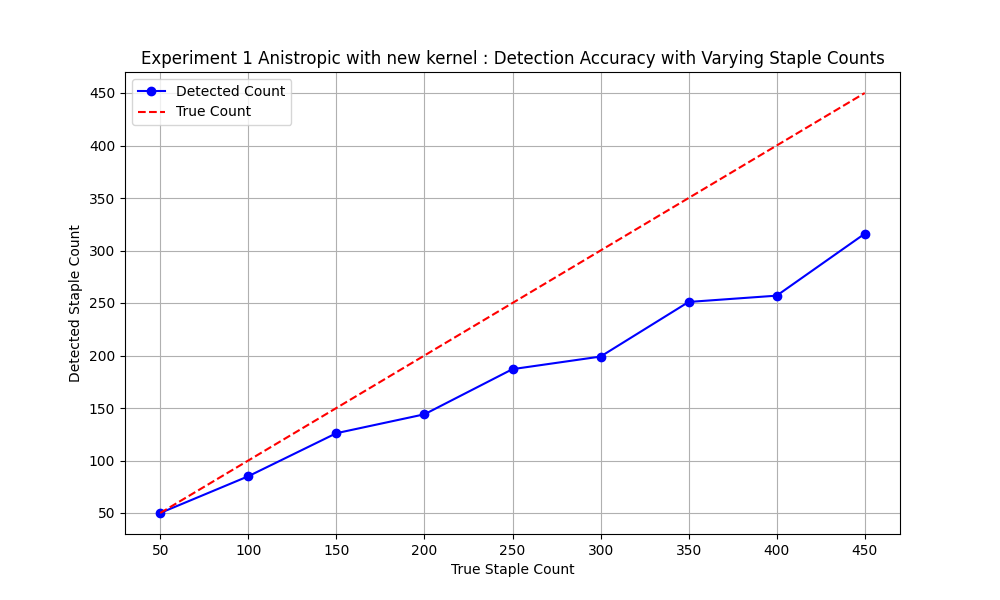 Experiment 1 Anistropic with new kernel : Detection Accuracy with Varying Staple Counts
Detected Count
True Count
450
400
350
300
250
200
150
100
50
Detected Staple Count
50 100 150 200 250 300 350 400 450
True Staple Count